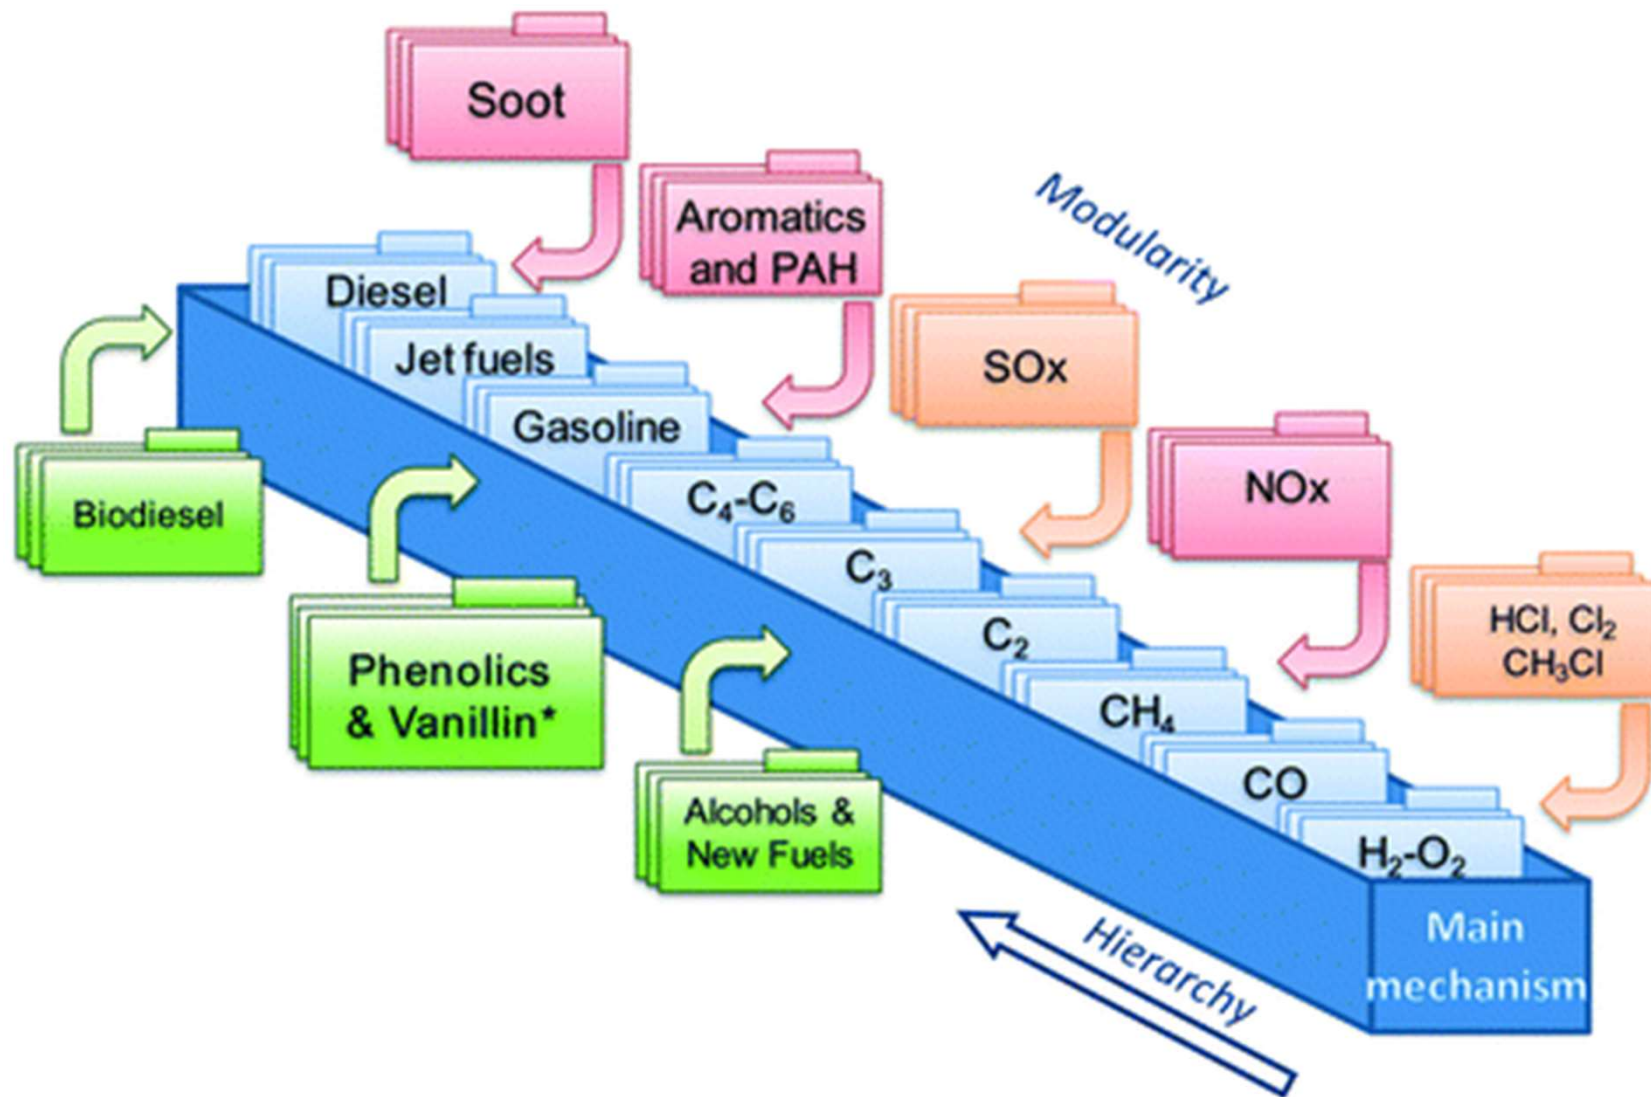 Soot
Aromatics
and PAH
Modularity
SOx
NOx
HCl, Cl₂
CH₃Cl
Diesel
Jet fuels
Gasoline
C₄-C₆
C₃
C₂
CH₄
CO
H₂-O₂
Biodiesel
Phenolics
& Vanillin*
Alcohols &
New Fuels
Hierarchy
Main
mechanism